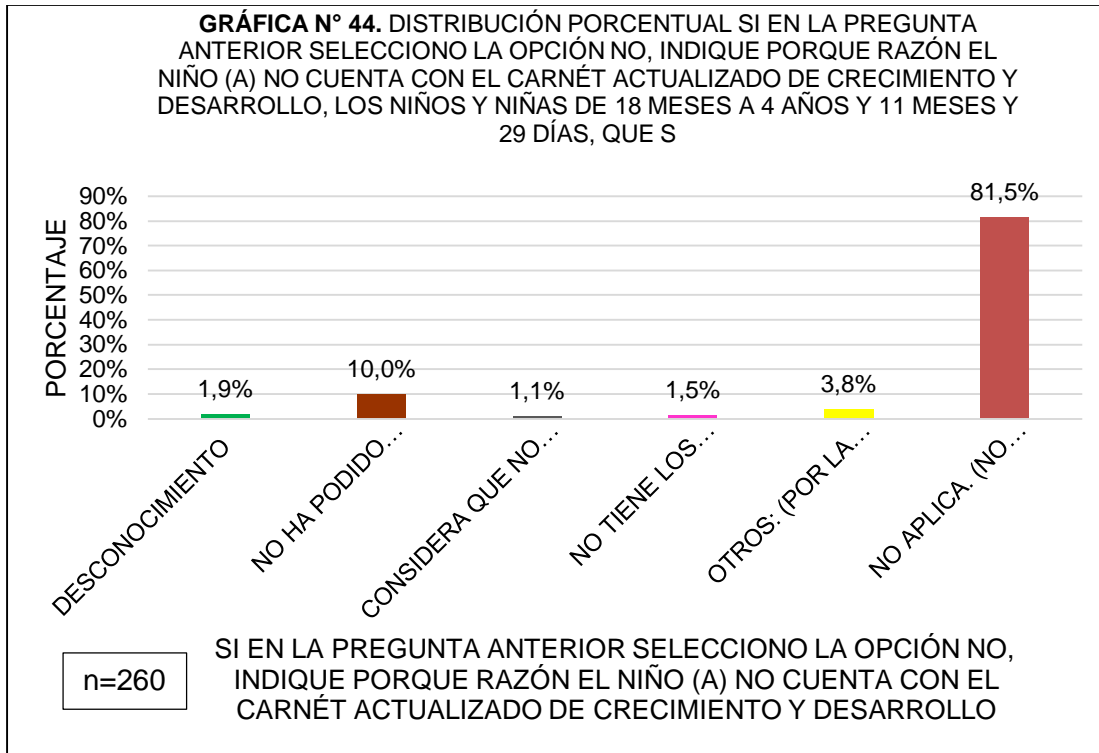 GRÁFICA N° 44. DISTRIBUCIÓN PORCENTUAL SI EN LA PREGUNTA
ANTERIOR SELECCIONO LA OPCIÓN NO, INDIQUE PORQUE RAZÓN EL
NIÑO (A) NO CUENTA CON EL CARNÉT ACTUALIZADO DE CRECIMIENTO Y
DESARROLLO, LOS NIÑOS Y NIÑAS DE 18 MESES A 4 AÑOS Y 11 MESES Y
29 DÍAS, QUE S
PORCENTAJE
90%
80%
70%
60%
50%
40%
30%
20%
10%
0%
1,9%
10,0%
1,1%
1,5%
3,8%
81,5%
DESCONOCIMIENTO
NO HA PODIDO…
CONSIDERA QUE NO…
NO TIENE LOS…
OTROS: (POR LA…
NO APLICA. (NO…
n=260
SI EN LA PREGUNTA ANTERIOR SELECCIONO LA OPCIÓN NO,
INDIQUE PORQUE RAZÓN EL NIÑO (A) NO CUENTA CON EL
CARNÉT ACTUALIZADO DE CRECIMIENTO Y DESARROLLO